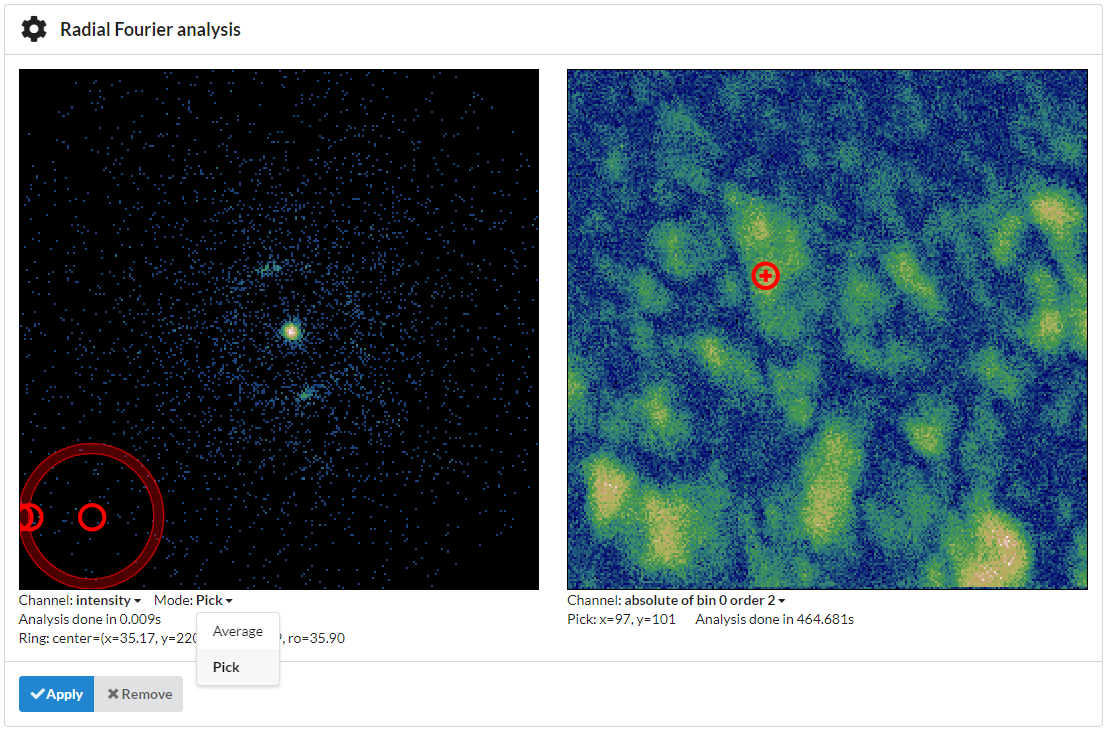 Radial Fourier analysis
Channel: intensity Mode: Pick
Analysis done in 0.009s
Ring: center=(x=35.17, y=220 , ro=35.90
Average
Pick
Channel: absolute of bin 0 order 2
Pick: x=97, y=101 Analysis done in 464.681s
Apply Remove